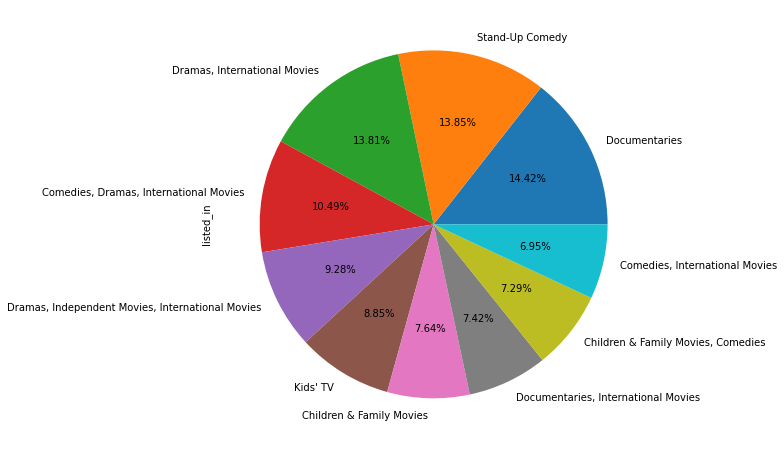 Stand-Up Comedy
Dramas, International Movies
13.85%
13.81%
Documentaries
14.42%
Comedies, Dramas, International Movies
10.49%
listed_in
6.95%
Comedies, International Movies
9.28%
7.29%
Dramas, Independent Movies, International Movies
8.85%
7.42%
7.64%
Children & Family Movies, Comedies
Kids' TV
Documentaries, International Movies
Children & Family Movies